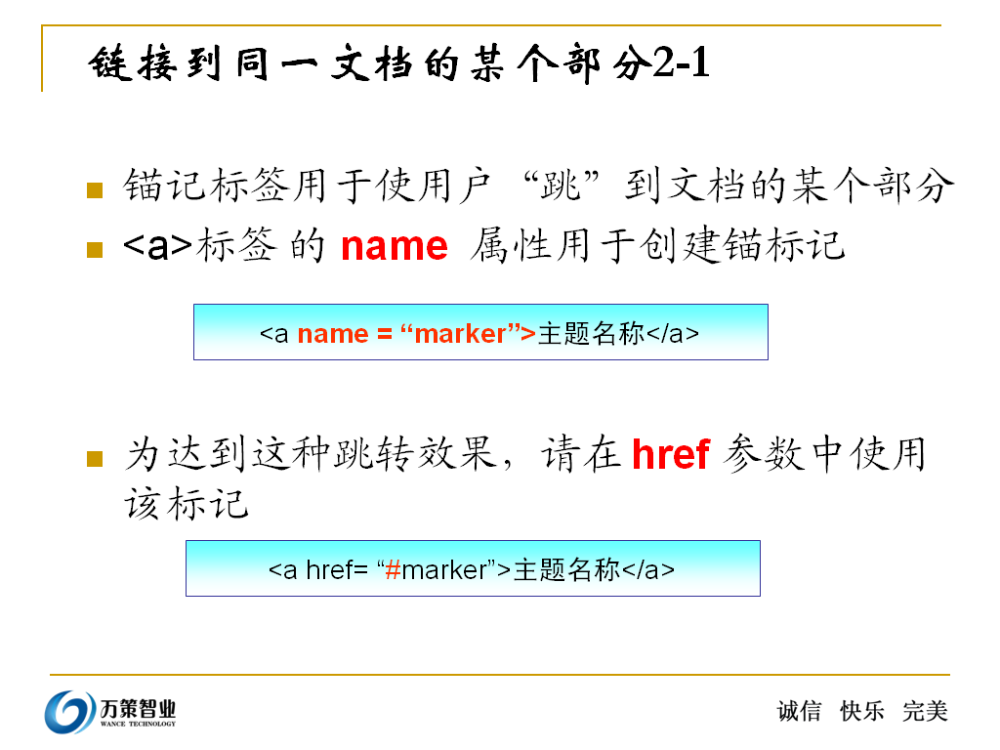 链接到同一文档的某个部分2-1
锚记标签用于使用户“跳”到文档的某个部分
<a>标签 的 name 属性用于创建锚标记
<a name = “marker”>主题名称</a>
为达到这种跳转效果，请在 href 参数中使用
该标记
<a href= “#marker”>主题名称</a>
万策智业
WANCE TECHNOLOGY
诚信 快乐 完美